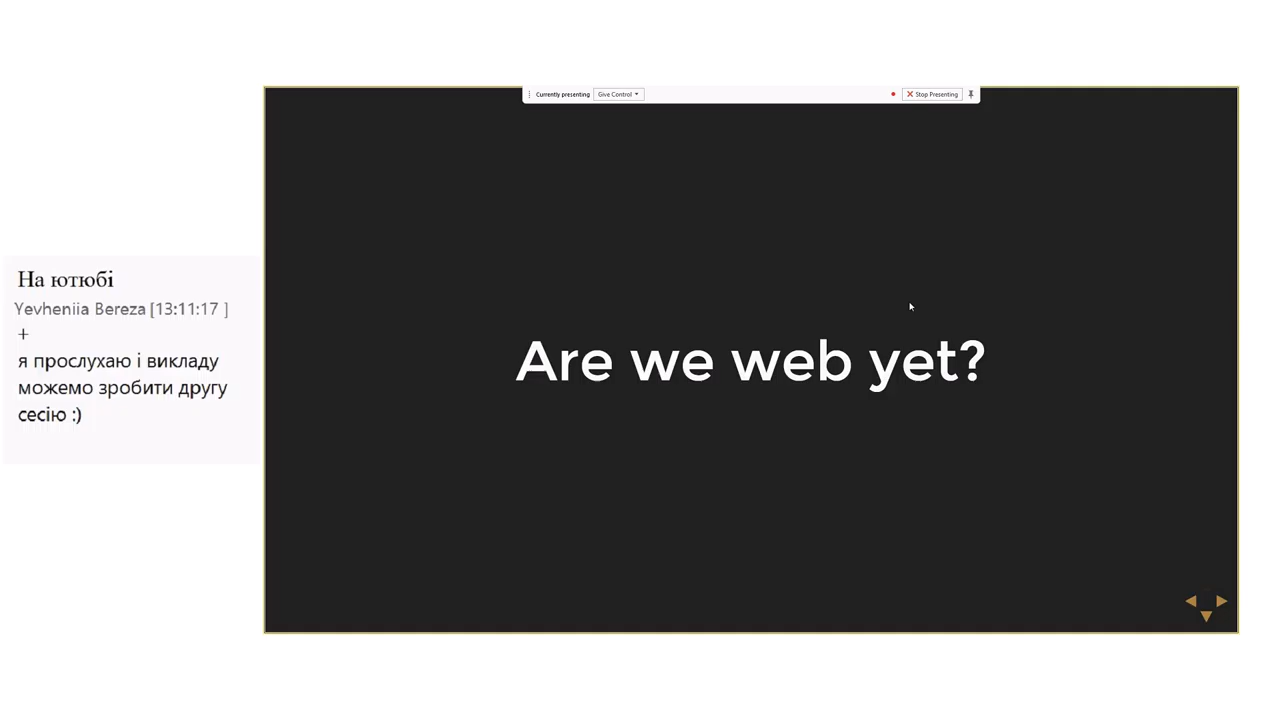 Currently presenting Give Control Stop Presenting
На ютюбі
Yevheniia Bereza [13:11:17 ]
+
я прослухаю і викладу
можемо зробити другу
сесію :)
Are we web yet?